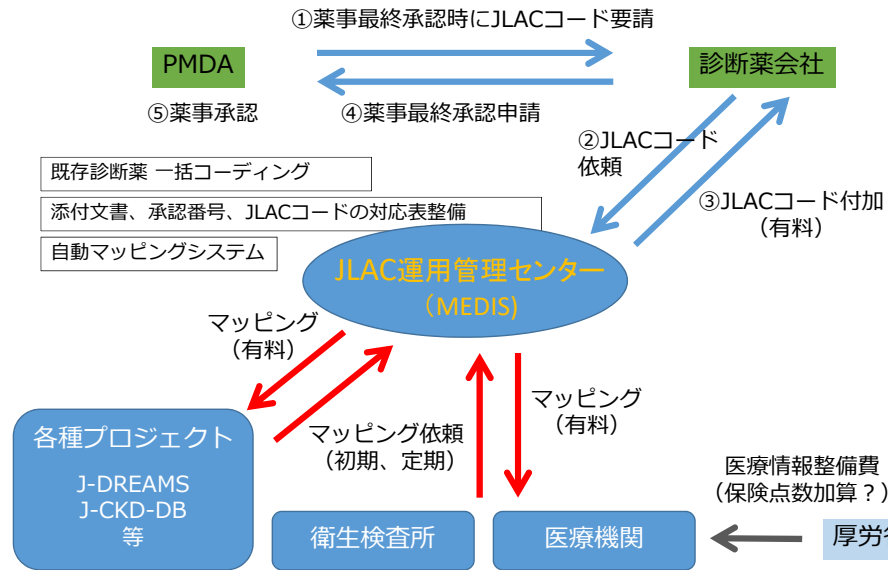 ①薬事最終承認時にJLACコード要請
PMDA
診断薬会社
⑤薬事承認
④薬事最終承認申請
②JLACコード
依頼
③JLACコード付加
(有料)
既存診断薬 一括コーディング
添付文書、承認番号、JLACコードの対応表整備
自動マッピングシステム
JLAC運用管理センター
(MEDIS)
マッピング
(有料)
マッピング依頼
(初期、定期)
マッピング
(有料)
各種プロジェクト
J-DREAMS
J-CKD-DB
等
衛生検査所
医療機関
医療情報整備費
(保険点数加算?)
厚労